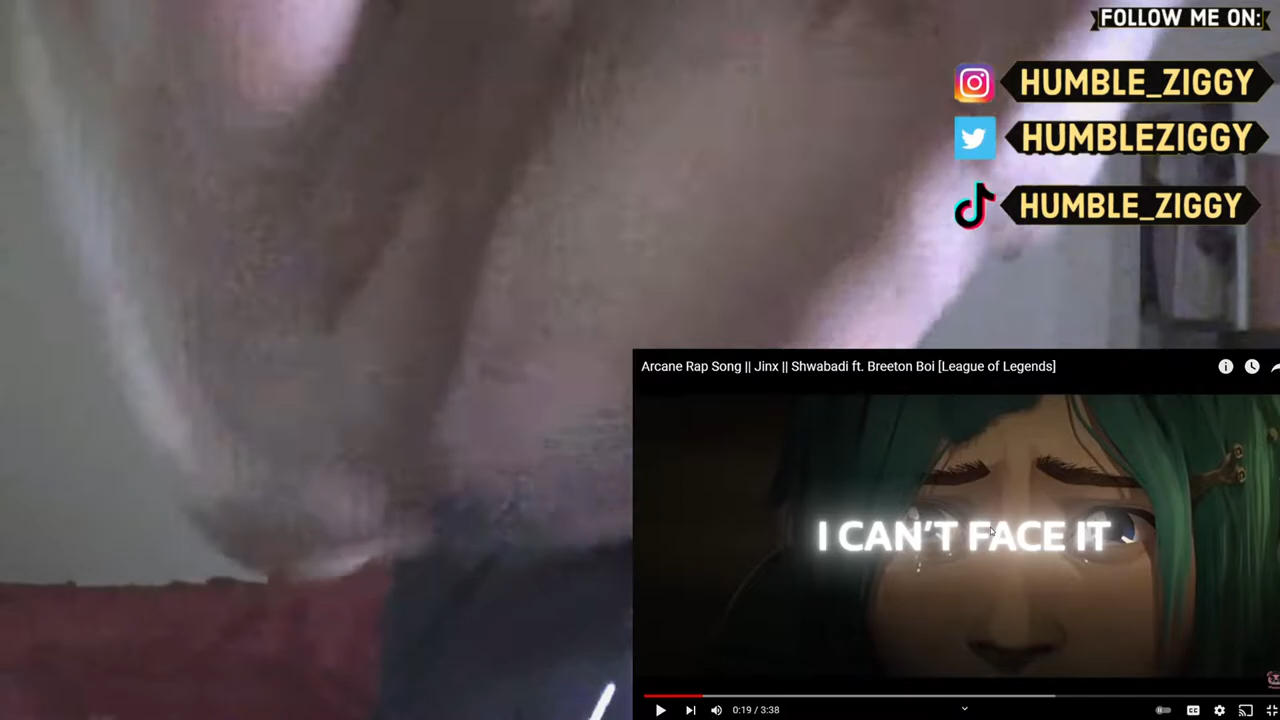 FOLLOW ME ON:
HUMBLE_ZIGGY
HUMBLEZIGGY
HUMBLE_ZIGGY
Arcane Rap Song || Jinx || Shwabadi ft. Breeton Boi [League of Legends]
I CAN'T FACE IT
0:19 / 3:38
CC